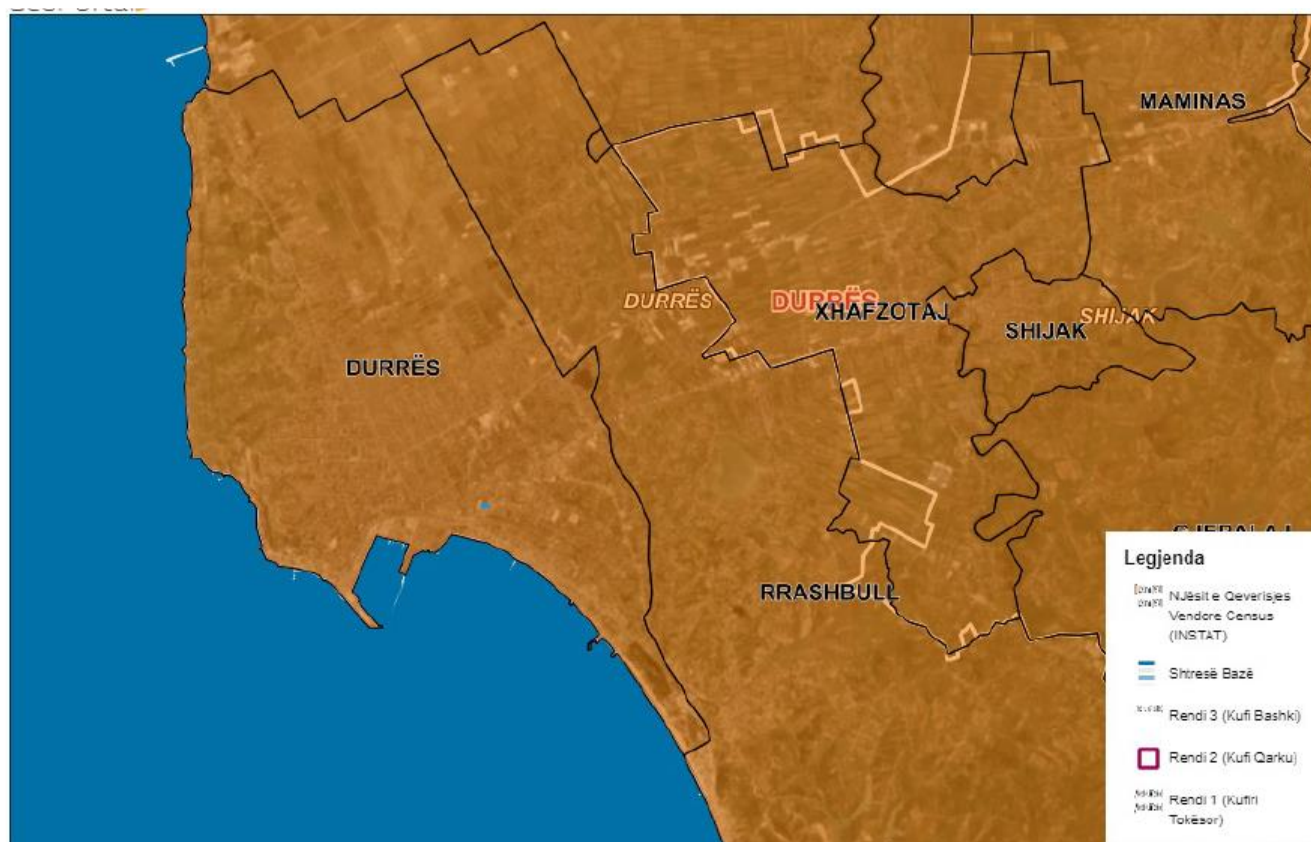 MAMINAS
DURRËS
DURRËS
XHAFZOTAJ
SHIJAK
SHIJAK
DURRËS
RRASHBULL
Legjenda
Njësit e Qeverisjes
Vendore Census
(INSTAT)
Shtresë Bazë
Rendi 3 (Kufi Bashki)
Rendi 2 (Kufi Qarku)
Rendi 1 (Kufiri
Tokësor)